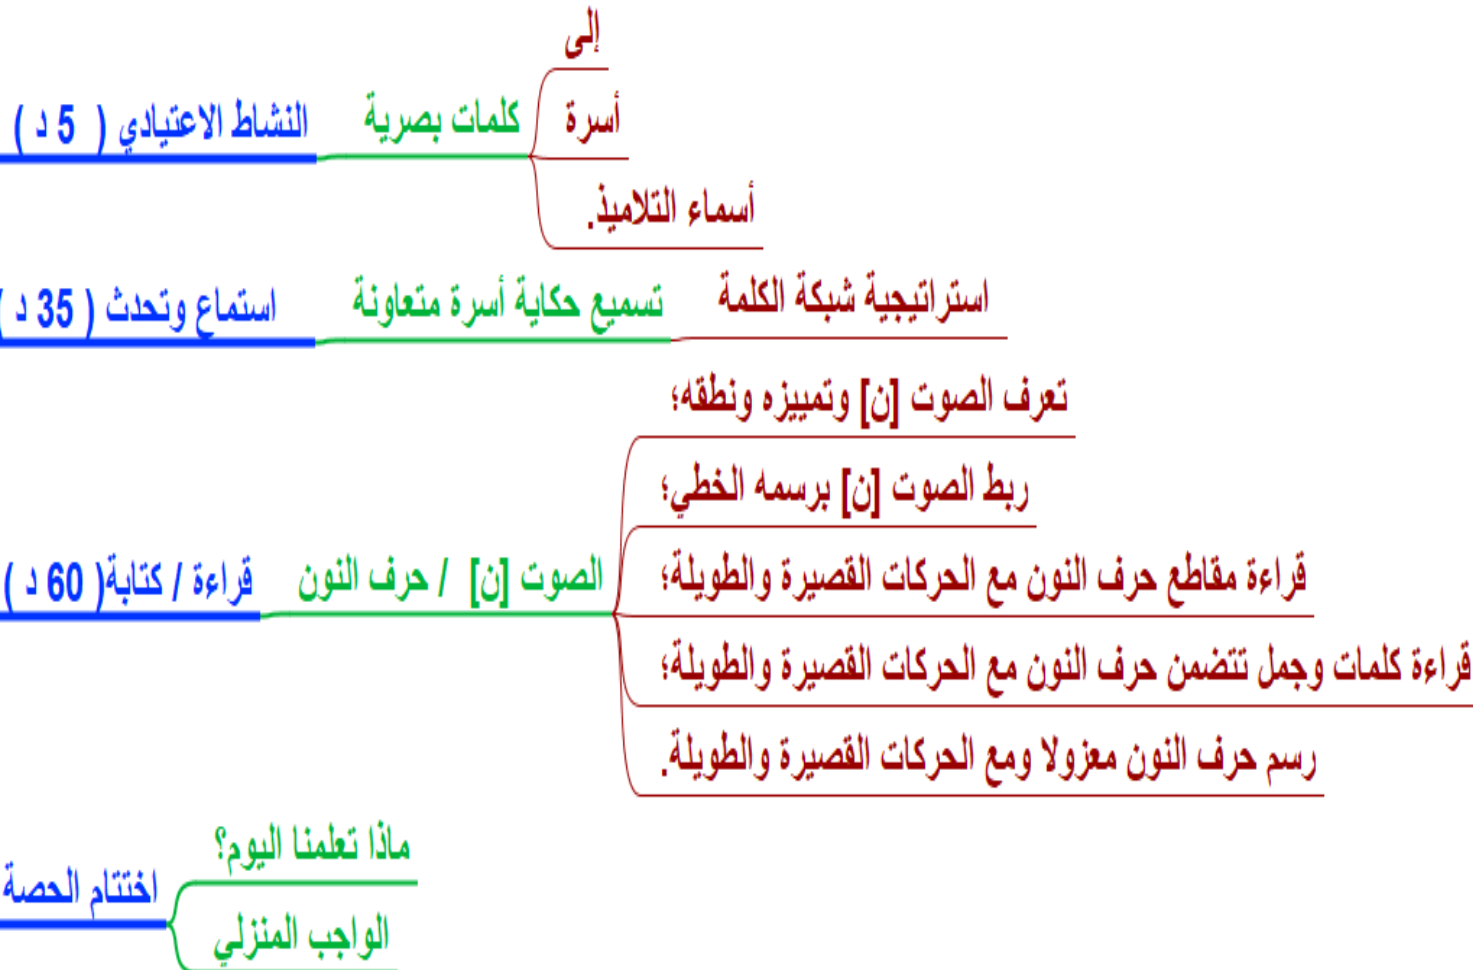 النشاط الاعتيادي ( 5 د )
كلمات بصرية
إلى
أسرة
أسماء التلاميذ.
استماع وتحدث ( 35 د )
تسميع حكاية أسرة متعاونة
استراتيجية شبكة الكلمة
قراءة / كتابة( 60 د )
الصوت [ن] / حرف النون
تعرف الصوت [ن] وتمييزه ونطقه؛
ربط الصوت [ن] برسمه الخطي؛
قراءة مقاطع حرف النون مع الحركات القصيرة والطويلة؛
قراءة كلمات وجمل تتضمن حرف النون مع الحركات القصيرة والطويلة؛
رسم حرف النون معزولا ومع الحركات القصيرة والطويلة.
اختتام الحصة
ماذا تعلمنا اليوم؟
الواجب المنزلي